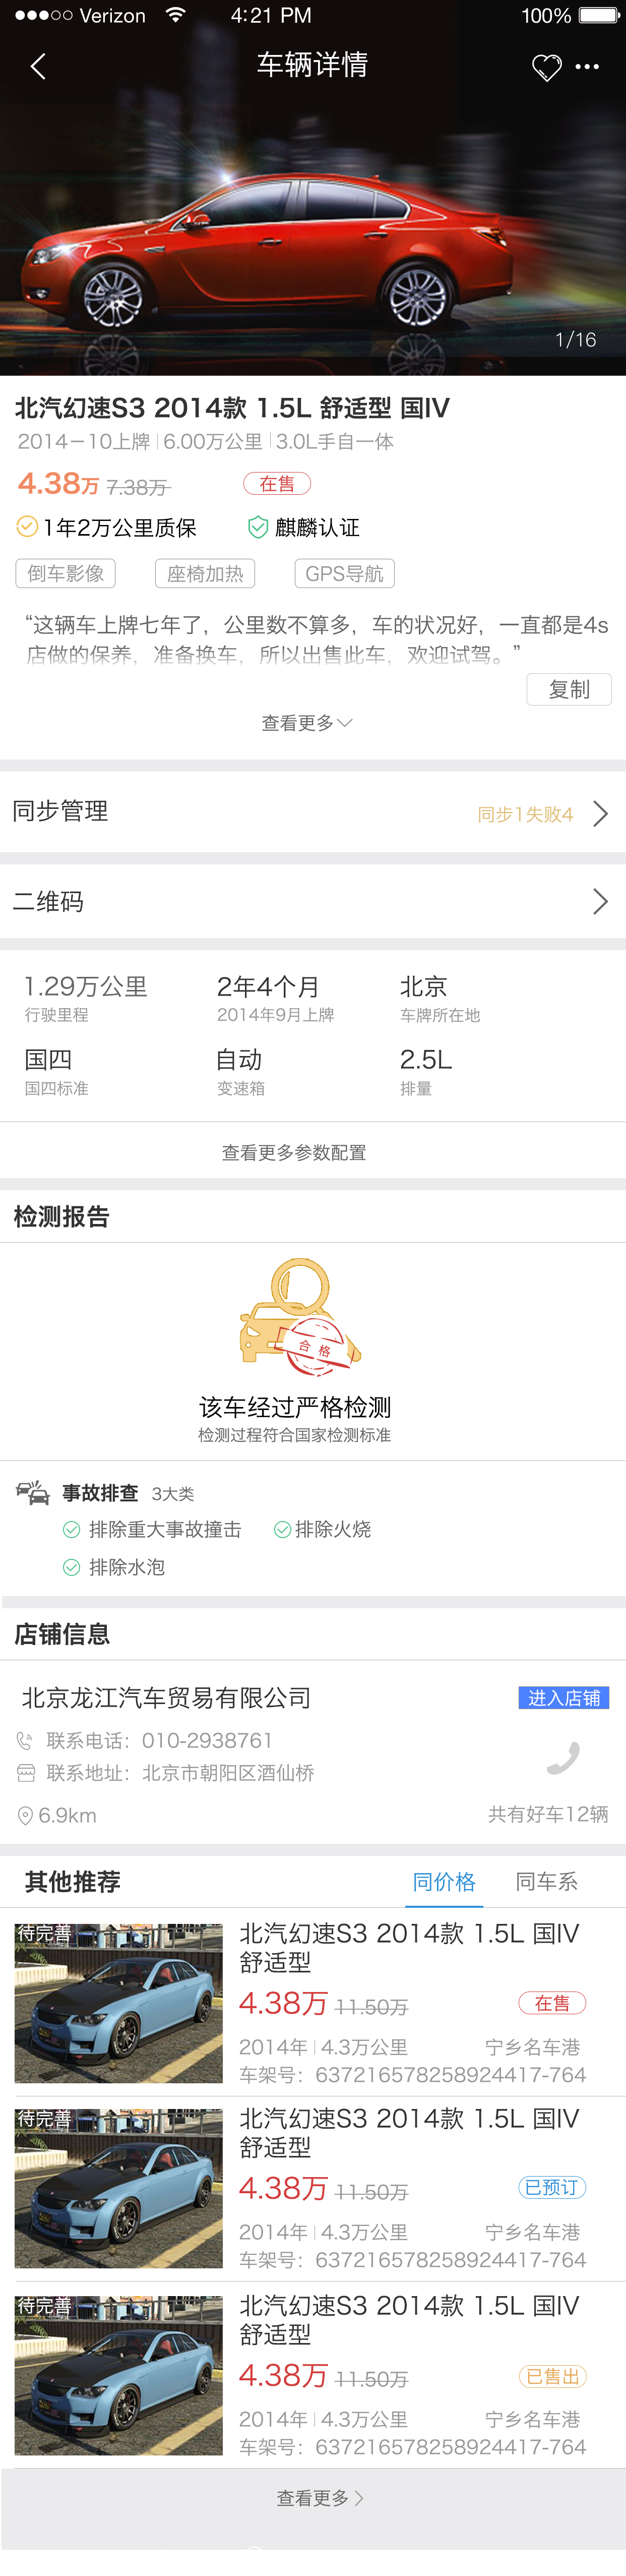 Verizon 4:21 PM 100%
车辆详情
1/16
北汽幻速S3 2014款 1.5L 舒适型 国IV
2014－10上牌 6.00万公里 3.0L手自一体
4.38万 7.38万 在售
1年2万公里质保 麒麟认证
倒车影像 座椅加热 GPS导航
“这辆车上牌七年了，公里数不算多，车的状况好，一直都是4s
店做的保养，准备换车，所以出售此车，欢迎试驾。”
复制
查看更多
同步管理 同步1失败4
二维码
1.29万公里 2年4个月 北京
行驶里程 2014年9月上牌 车牌所在地
国四 自动 2.5L
国四标准 变速箱 排量
查看更多参数配置
检测报告
合格
该车经过严格检测
检测过程符合国家检测标准
事故排查 3大类
排除重大事故撞击 排除火烧
排除水泡
店铺信息
北京龙江汽车贸易有限公司 进入店铺
联系电话：010-2938761
联系地址：北京市朝阳区酒仙桥
6.9km 共有好车12辆
其他推荐 同价格 同车系
待完善
北汽幻速S3 2014款 1.5L 国IV
舒适型
4.38万 11.50万 在售
2014年 4.3万公里 宁乡名车港
车架号：637216578258924417-764
待完善
北汽幻速S3 2014款 1.5L 国IV
舒适型
4.38万 11.50万 已预订
2014年 4.3万公里 宁乡名车港
车架号：637216578258924417-764
待完善
北汽幻速S3 2014款 1.5L 国IV
舒适型
4.38万 11.50万 已售出
2014年 4.3万公里 宁乡名车港
车架号：637216578258924417-764
查看更多